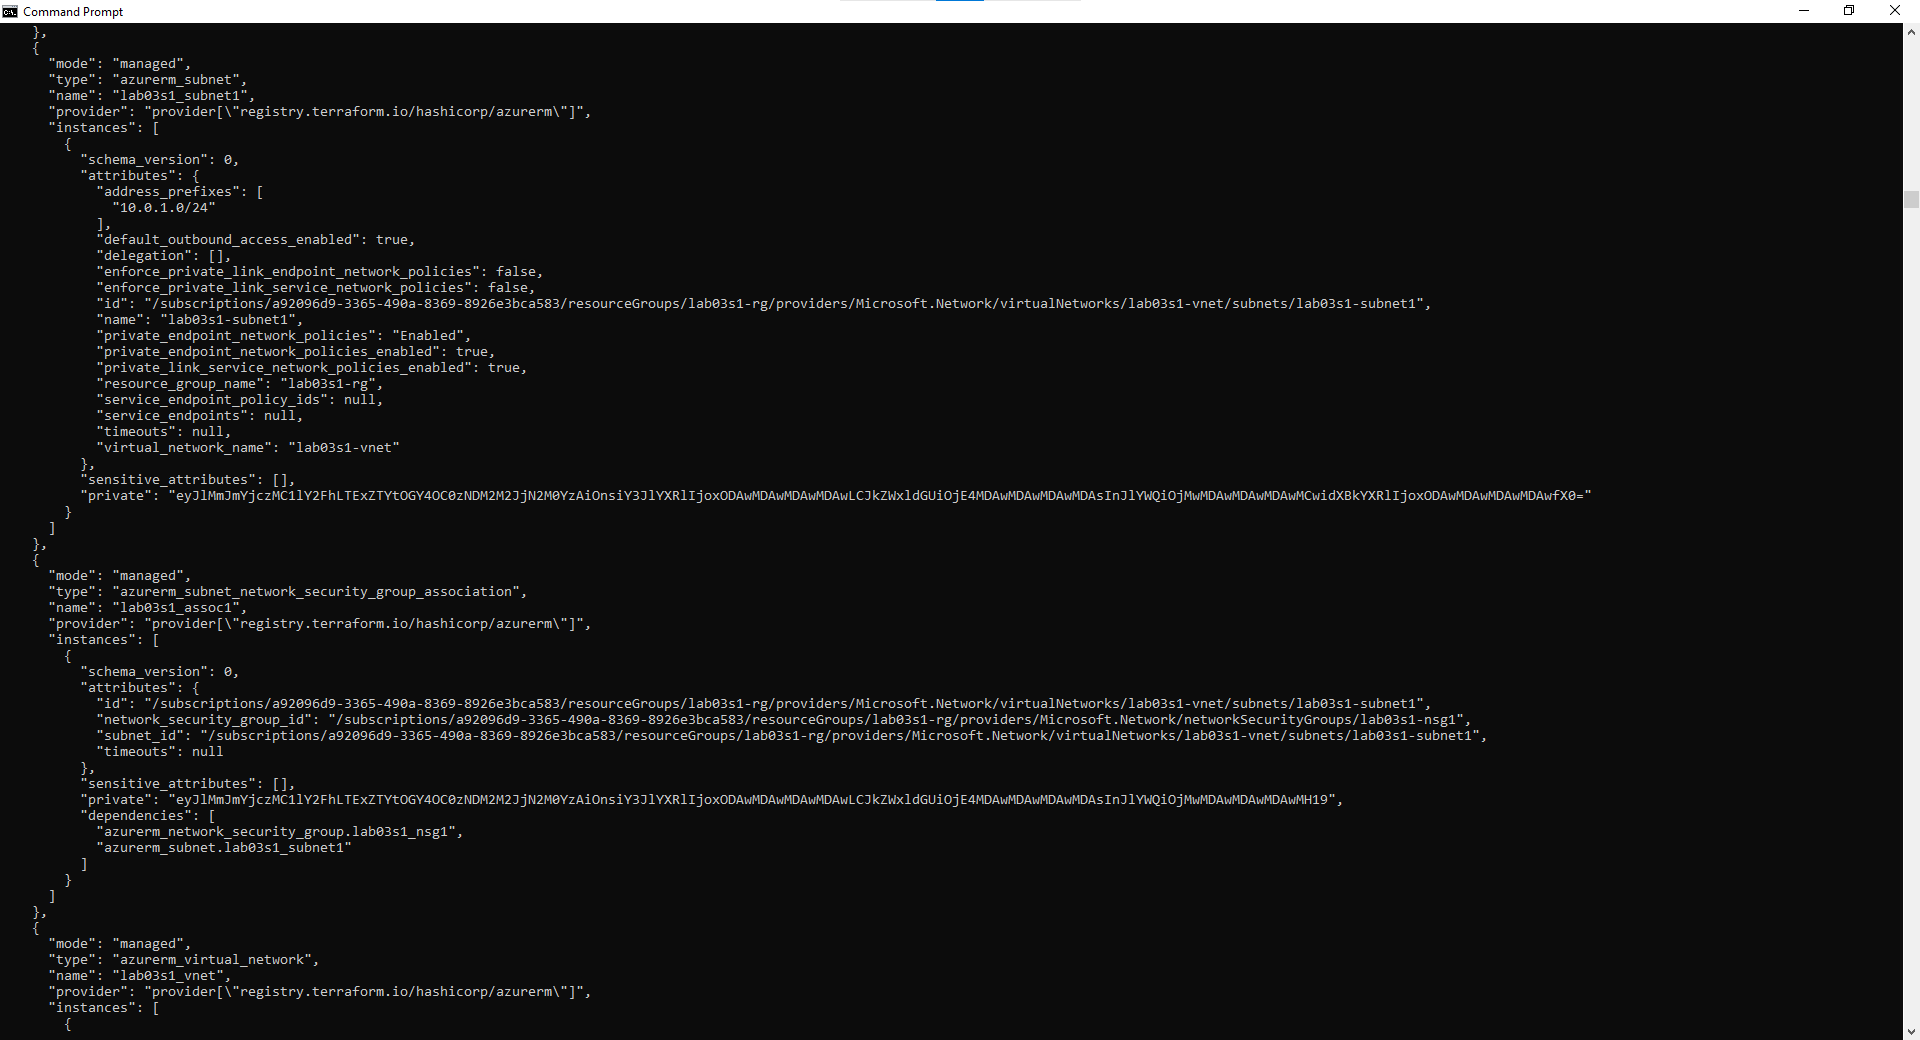 Command Prompt
    },
    {
      "mode": "managed",
      "type": "azurerm_subnet",
      "name": "lab03s1_subnet1",
      "provider": "provider[\"registry.terraform.io/hashicorp/azurerm\"]",
      "instances": [
        {
          "schema_version": 0,
          "attributes": {
            "address_prefixes": [
              "10.0.1.0/24"
            ],
            "default_outbound_access_enabled": true,
            "delegation": [],
            "enforce_private_link_endpoint_network_policies": false,
            "enforce_private_link_service_network_policies": false,
            "id": "/subscriptions/a92096d9-3365-490a-8369-8926e3bca583/resourceGroups/lab03s1-rg/providers/Microsoft.Network/virtualNetworks/lab03s1-vnet/subnets/lab03s1-subnet1",
            "name": "lab03s1-subnet1",
            "private_endpoint_network_policies": "Enabled",
            "private_endpoint_network_policies_enabled": true,
            "private_link_service_network_policies_enabled": true,
            "resource_group_name": "lab03s1-rg",
            "service_endpoint_policy_ids": null,
            "service_endpoints": null,
            "timeouts": null,
            "virtual_network_name": "lab03s1-vnet"
          },
          "sensitive_attributes": [],
          "private": "eyJlMmJmYjczMC1lY2FhLTExZTYtOGY4OC0zNDM2M2JjN2M0YzAiOnsiY3JlYXRlIjoxODAwMDAwMDAwMDAwLCJkZWxldGUiOjE4MDAwMDAwMDAwMDAsInJlYWQiOjMwMDAwMDAwMDAwMCwidXBkYXRlIjoxODAwMDAwMDAwMDAwfX0="
        }
      ]
    },
    {
      "mode": "managed",
      "type": "azurerm_subnet_network_security_group_association",
      "name": "lab03s1_assoc1",
      "provider": "provider[\"registry.terraform.io/hashicorp/azurerm\"]",
      "instances": [
        {
          "schema_version": 0,
          "attributes": {
            "id": "/subscriptions/a92096d9-3365-490a-8369-8926e3bca583/resourceGroups/lab03s1-rg/providers/Microsoft.Network/virtualNetworks/lab03s1-vnet/subnets/lab03s1-subnet1",
            "network_security_group_id": "/subscriptions/a92096d9-3365-490a-8369-8926e3bca583/resourceGroups/lab03s1-rg/providers/Microsoft.Network/networkSecurityGroups/lab03s1-nsg1",
            "subnet_id": "/subscriptions/a92096d9-3365-490a-8369-8926e3bca583/resourceGroups/lab03s1-rg/providers/Microsoft.Network/virtualNetworks/lab03s1-vnet/subnets/lab03s1-subnet1",
            "timeouts": null
          },
          "sensitive_attributes": [],
          "private": "eyJlMmJmYjczMC1lY2FhLTExZTYtOGY4OC0zNDM2M2JjN2M0YzAiOnsiY3JlYXRlIjoxODAwMDAwMDAwMDAwLCJkZWxldGUiOjE4MDAwMDAwMDAwMDAsInJlYWQiOjMwMDAwMDAwMDAwMH19",
          "dependencies": [
            "azurerm_network_security_group.lab03s1_nsg1",
            "azurerm_subnet.lab03s1_subnet1"
          ]
        }
      ]
    },
    {
      "mode": "managed",
      "type": "azurerm_virtual_network",
      "name": "lab03s1_vnet",
      "provider": "provider[\"registry.terraform.io/hashicorp/azurerm\"]",
      "instances": [
        {